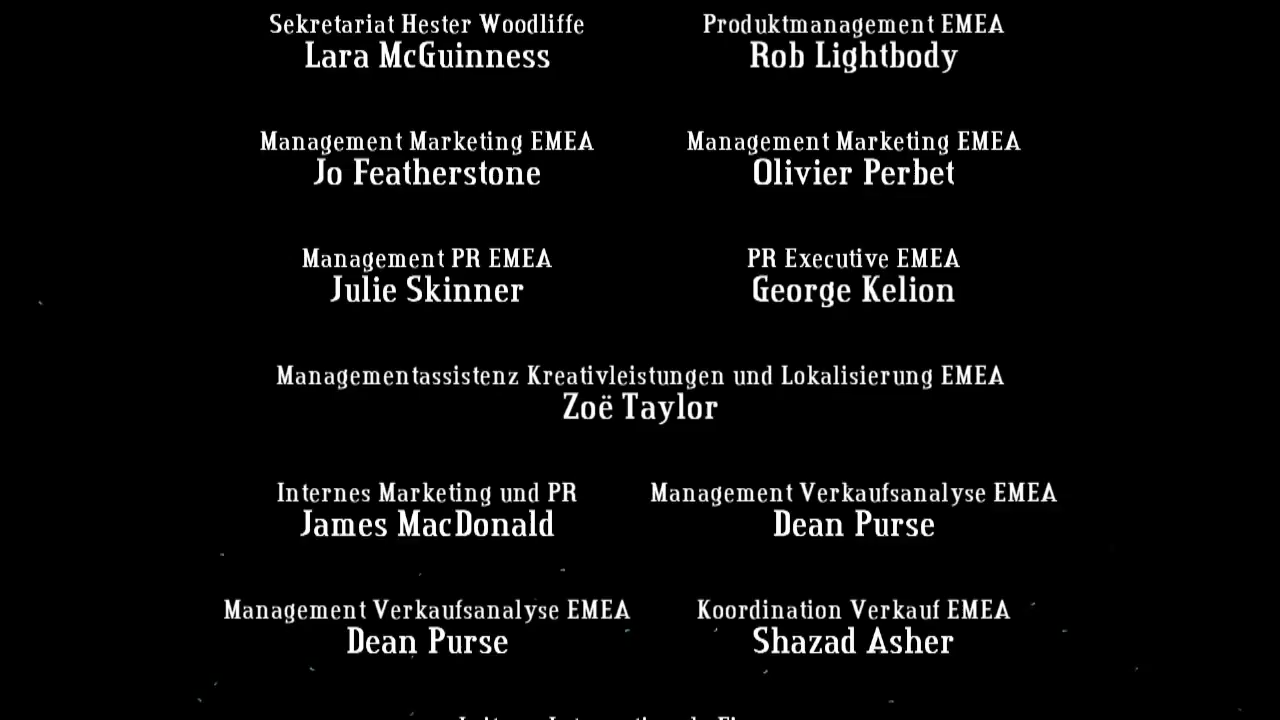 Sekretariat Hester Woodliffe
Lara McGuinness
Produktmanagement EMEA
Rob Lightbody
Management Marketing EMEA
Jo Featherstone
Management Marketing EMEA
Olivier Perbet
Management PR EMEA
Julie Skinner
PR Executive EMEA
George Kelion
Managementassistenz Kreativleistungen und Lokalisierung EMEA
Zoë Taylor
Internes Marketing und PR
James MacDonald
Management Verkaufsanalyse EMEA
Dean Purse
Management Verkaufsanalyse EMEA
Dean Purse
Koordination Verkauf EMEA
Shazad Asher